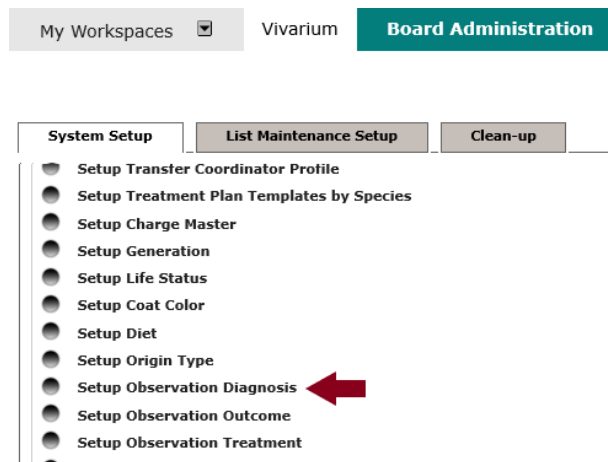 My Workspaces Vivarium Board Administration
System Setup List Maintenance Setup Clean-up
Setup Transfer Coordinator Profile
Setup Treatment Plan Templates by Species
Setup Charge Master
Setup Generation
Setup Life Status
Setup Coat Color
Setup Diet
Setup Origin Type
Setup Observation Diagnosis
Setup Observation Outcome
Setup Observation Treatment